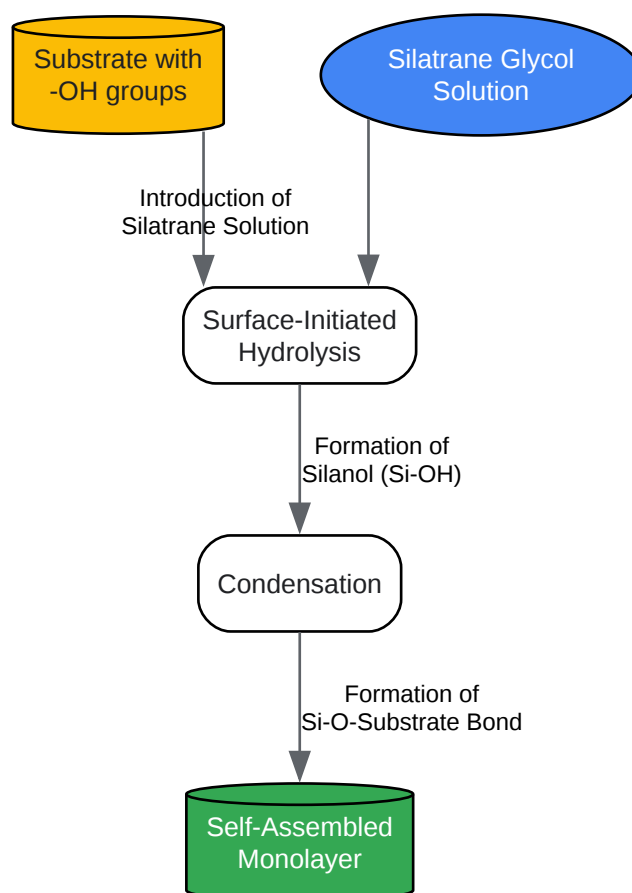 Substrate with
-OH groups
Silatrane Glycol
Solution
Introduction of
Silatrane Solution
Surface-Initiated
Hydrolysis
Formation of
Silanol (Si-OH)
Condensation
Formation of
Si-O-Substrate Bond
Self-Assembled
Monolayer